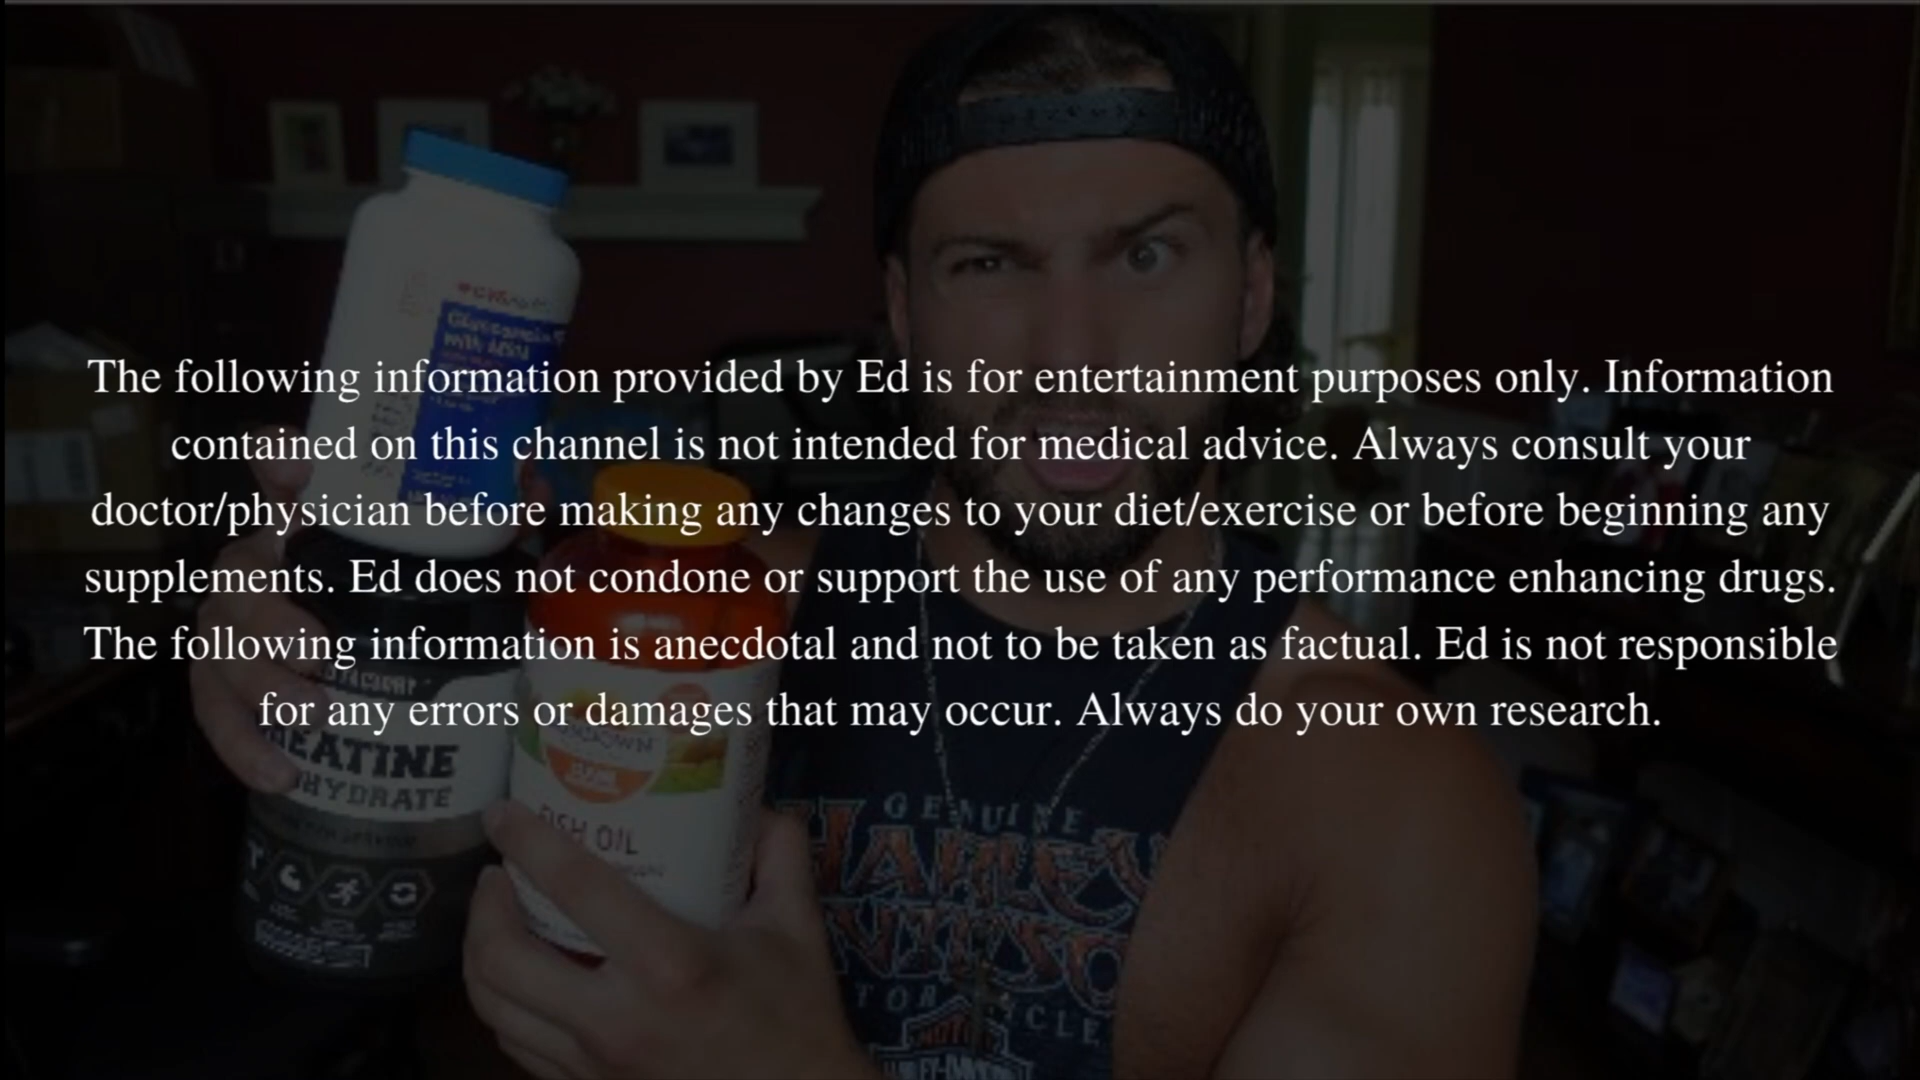 The following information provided by Ed is for entertainment purposes only. Information
contained on this channel is not intended for medical advice. Always consult your
doctor/physician before making any changes to your diet/exercise or before beginning any
supplements. Ed does not condone or support the use of any performance enhancing drugs.
The following information is anecdotal and not to be taken as factual. Ed is not responsible
for any errors or damages that may occur. Always do your own research.
FISH OIL
GENUINE